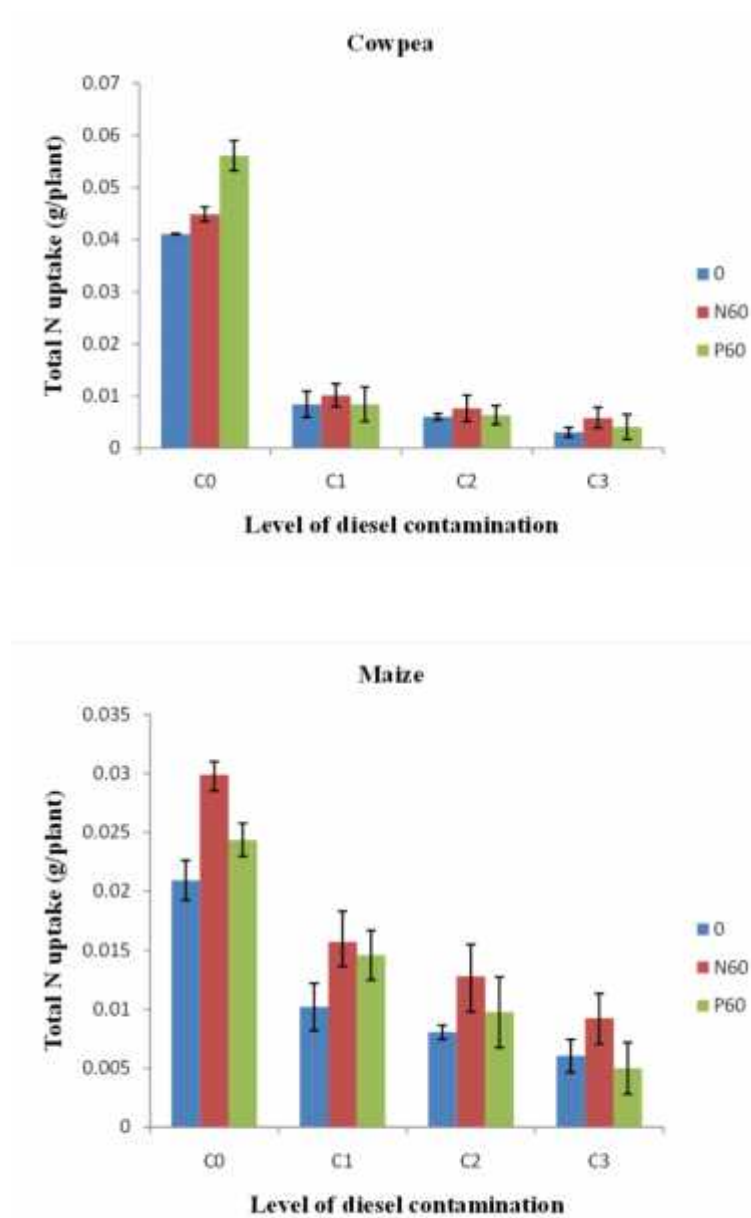 Cowpea
0.07
0.06
0.05
0.04
0.03
0.02
0.01
0
Total N uptake (g/plant)
C0 C1 C2 C3
Level of diesel contamination
0
N60
P60
Maize
0.035
0.03
0.025
0.02
0.015
0.01
0.005
0
Total N uptake (g/plant)
C0 C1 C2 C3
Level of diesel contamination
0
N60
P60